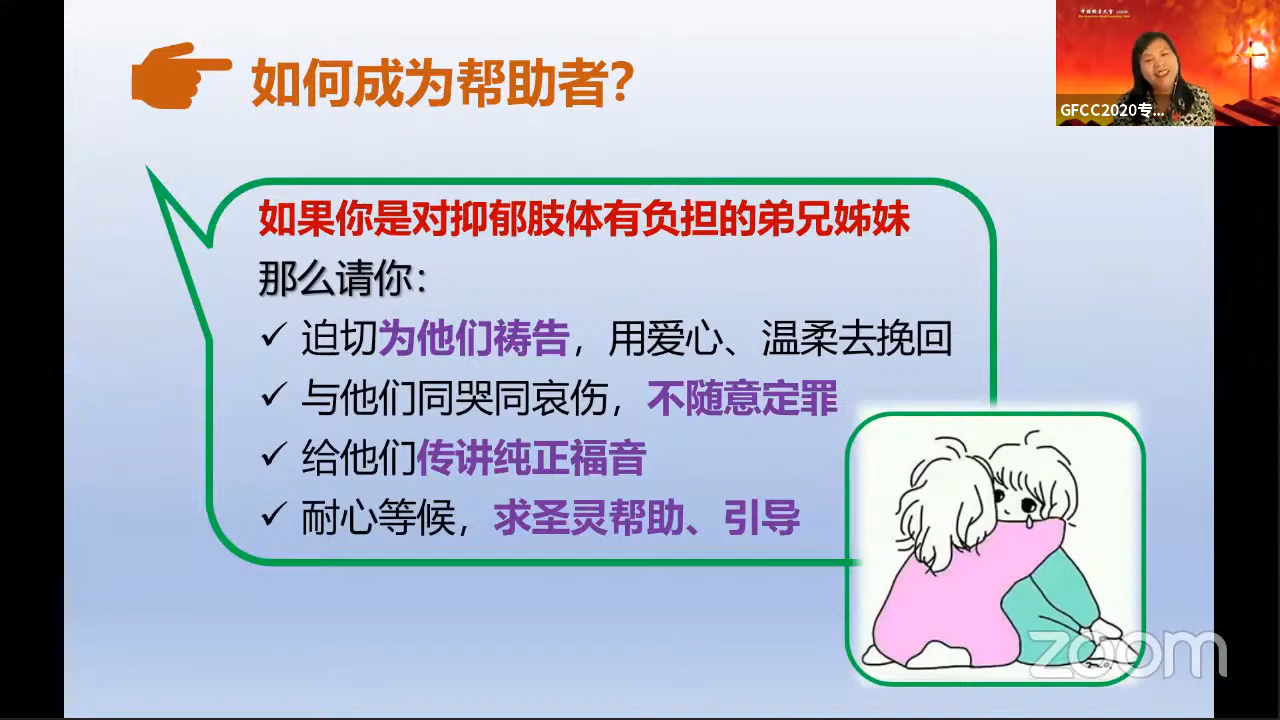 如何成为帮助者?
GFCC2020专...
如果你是对抑郁肢体有负担的弟兄姊妹
那么请你：
✓ 迫切为他们祷告，用爱心、温柔去挽回
✓ 与他们同哭同哀伤，不随意定罪
✓ 给他们传讲纯正福音
✓ 耐心等候，求圣灵帮助、引导
zoom